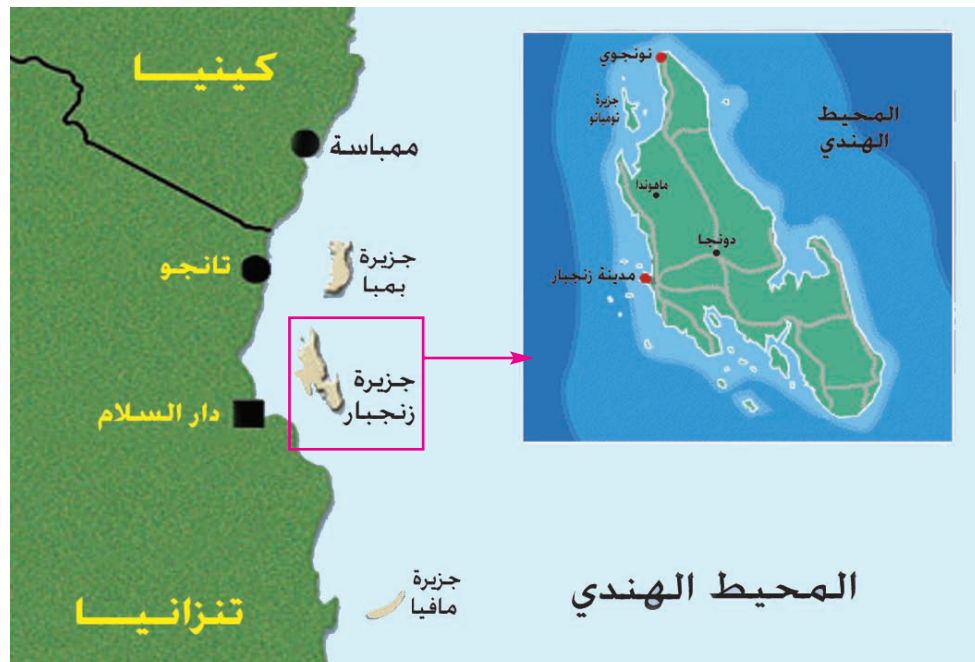 كينيا
ممباسة
تانجو
جزيرة
بمبا
جزيرة
زنجبار
دار السلام
جزيرة
مافيا
تنزانيا
المحيط الهندي
نونجوي
جزيرة
تومباتو
المحيط
الهندي
ماهوندا
دونجا
مدينة زنجبار